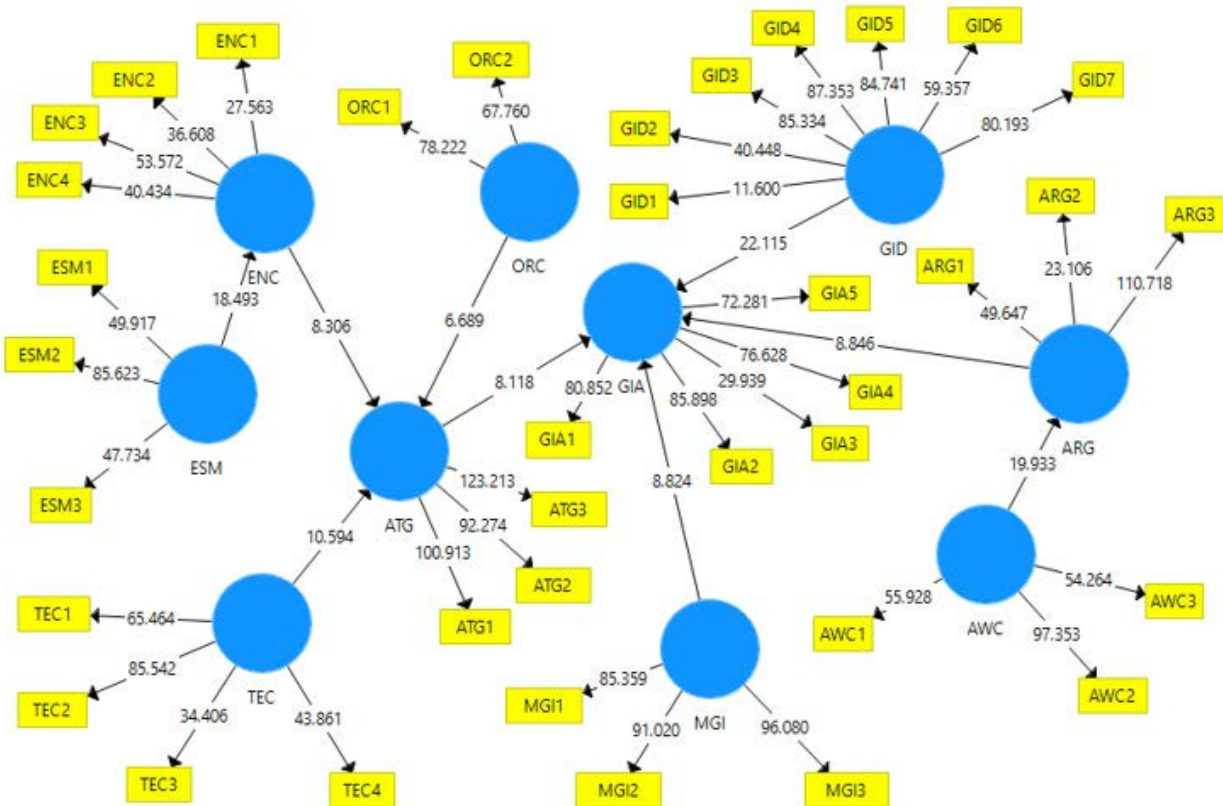 ENC1
ENC2
ENC3
ENC4
27.563
36.608
53.572
40.434
ENC
ORC2
ORC1
67.760
78.222
ORC
GID4
GID5
GID6
GID3
GID7
GID2
GID1
87.353
84.741
59.357
85.334
80.193
40.448
11.600
GID
22.115
ESM1
ESM2
ESM3
49.917
85.623
47.734
ESM
18.493
8.306
6.689
ARG2
ARG3
ARG1
23.106
110.718
49.647
ARG
8.846
GIA5
GIA4
GIA3
GIA2
GIA1
72.281
76.628
29.939
85.898
80.852
GIA
8.118
ATG
123.213
92.274
100.913
ATG3
ATG2
ATG1
10.594
8.824
19.933
TEC1
TEC2
TEC3
TEC4
65.464
85.542
34.406
43.861
TEC
MGI1
MGI2
MGI3
85.359
91.020
96.080
MGI
AWC1
AWC2
AWC3
55.928
97.353
54.264
AWC